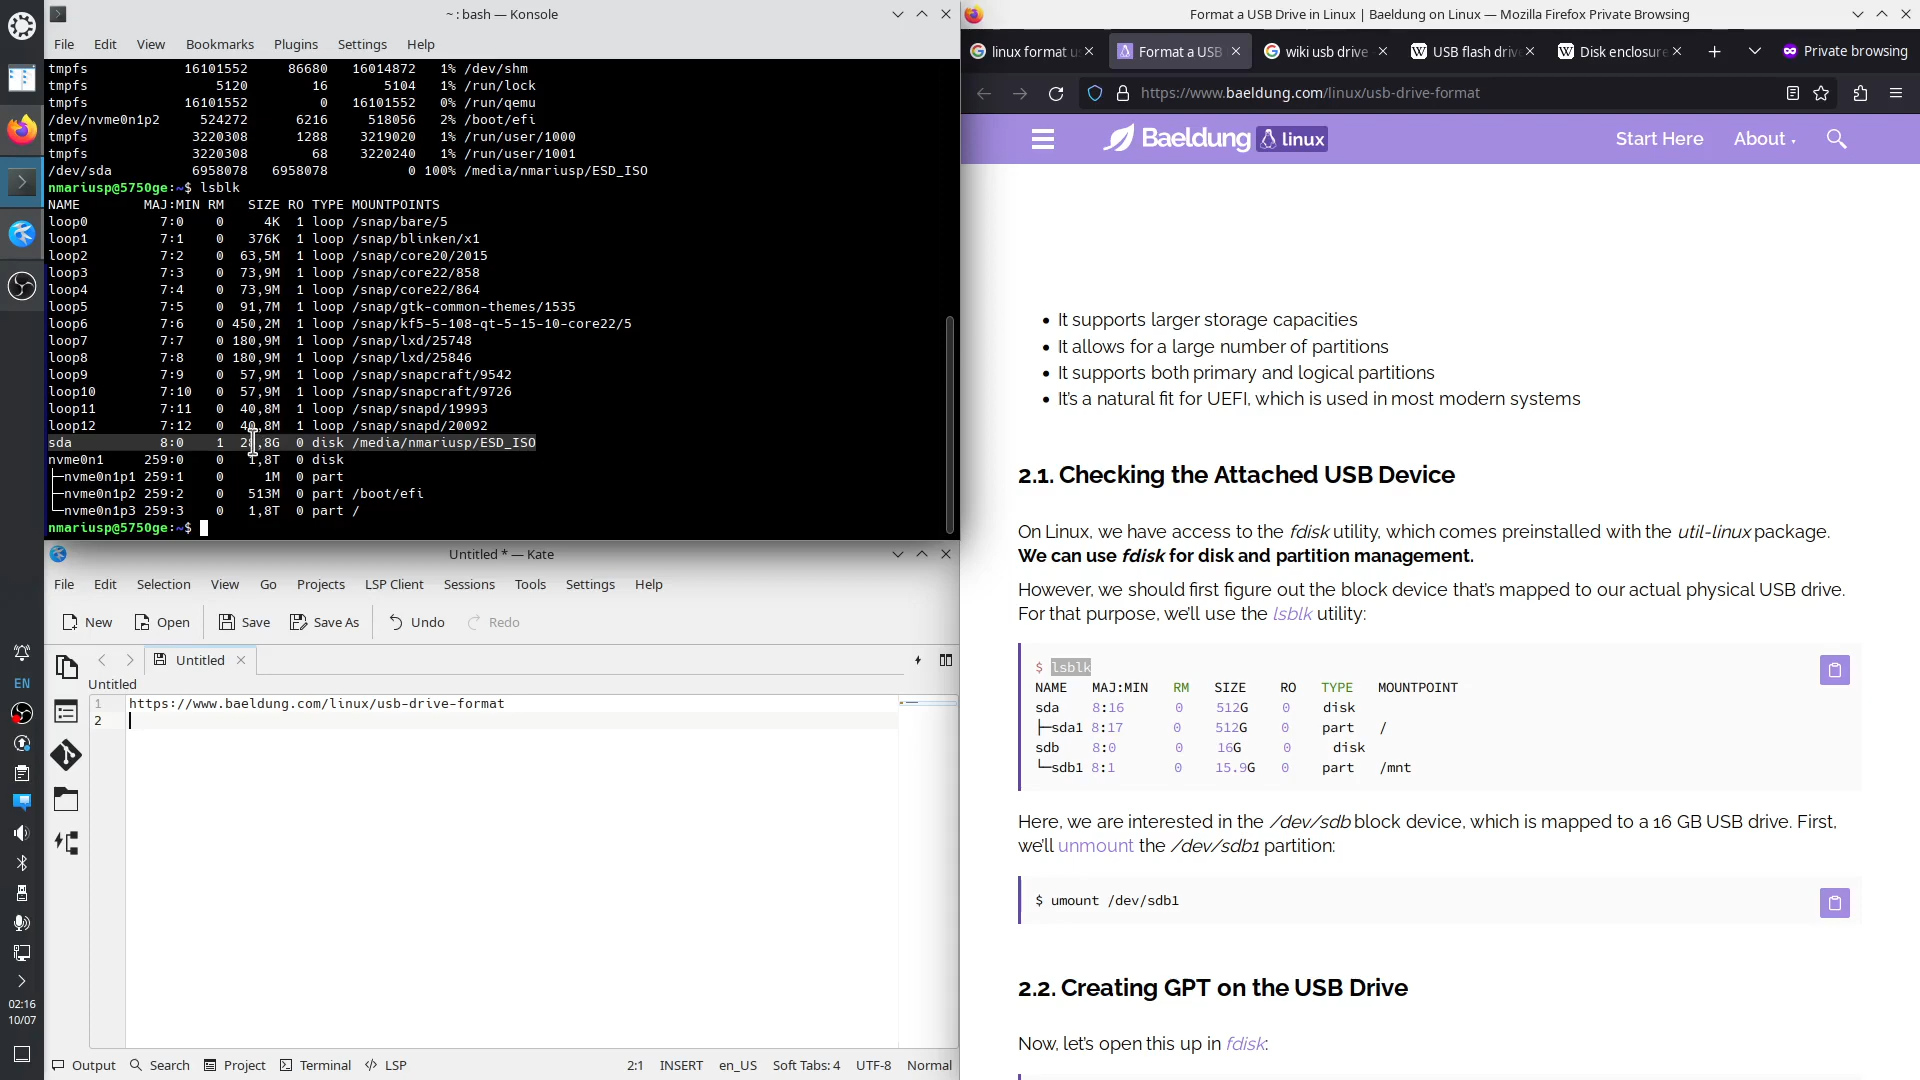 ~ : bash — Konsole
File Edit View Bookmarks Plugins Settings Help
tmpfs 16101552 86680 16014872 1% /dev/shm
tmpfs 5120 16 5104 1% /run/lock
tmpfs 16101552 0 16101552 0% /run/qemu
/dev/nvme0n1p2 524272 6216 518056 2% /boot/efi
tmpfs 3220308 1288 3219020 1% /run/user/1000
tmpfs 3220308 68 3220240 1% /run/user/1001
/dev/sda 6958078 6958078 0 100% /media/nmariusp/ESD_ISO
nmariusp@5750ge:~$ lsblk
NAME MAJ:MIN RM SIZE RO TYPE MOUNTPOINTS
loop0 7:0 0 4K 1 loop /snap/bare/5
loop1 7:1 0 376K 1 loop /snap/blinken/x1
loop2 7:2 0 63,5M 1 loop /snap/core20/2015
loop3 7:3 0 73,9M 1 loop /snap/core22/858
loop4 7:4 0 73,9M 1 loop /snap/core22/864
loop5 7:5 0 91,7M 1 loop /snap/gtk-common-themes/1535
loop6 7:6 0 450,2M 1 loop /snap/kf5-5-108-qt-5-15-10-core22/5
loop7 7:7 0 180,9M 1 loop /snap/lxd/25748
loop8 7:8 0 180,9M 1 loop /snap/lxd/25846
loop9 7:9 0 57,9M 1 loop /snap/snapcraft/9542
loop10 7:10 0 57,9M 1 loop /snap/snapcraft/9726
loop11 7:11 0 40,8M 1 loop /snap/snapd/19993
loop12 7:12 0 40,8M 1 loop /snap/snapd/20092
sda 8:0 1 28,8G 0 disk /media/nmariusp/ESD_ISO
nvme0n1 259:0 0 1,8T 0 disk
├─nvme0n1p1 259:1 0 1M 0 part
├─nvme0n1p2 259:2 0 513M 0 part /boot/efi
└─nvme0n1p3 259:3 0 1,8T 0 part /
nmariusp@5750ge:~$
Untitled * — Kate
File Edit Selection View Go Projects LSP Client Sessions Tools Settings Help
New Open Save Save As Undo Redo
Untitled
Untitled
1 https://www.baeldung.com/linux/usb-drive-format
2
Output Search Project Terminal LSP 2:1 INSERT en_US Soft Tabs: 4 UTF-8 Normal
EN
02:16
10/07
Format a USB Drive in Linux | Baeldung on Linux — Mozilla Firefox Private Browsing
linux format us Format a USB wiki usb drive USB flash drive Disk enclosure Private browsing
https://www.baeldung.com/linux/usb-drive-format
Baeldung linux Start Here About
• It supports larger storage capacities
• It allows for a large number of partitions
• It supports both primary and logical partitions
• It's a natural fit for UEFI, which is used in most modern systems
2.1. Checking the Attached USB Device
On Linux, we have access to the fdisk utility, which comes preinstalled with the util-linux package.
We can use fdisk for disk and partition management.
However, we should first figure out the block device that's mapped to our actual physical USB drive.
For that purpose, we'll use the lsblk utility:
$ lsblk
NAME MAJ:MIN RM SIZE RO TYPE MOUNTPOINT
sda 8:16 0 512G 0 disk
├─sda1 8:17 0 512G 0 part /
sdb 8:0 0 16G 0 disk
└─sdb1 8:1 0 15.9G 0 part /mnt
Here, we are interested in the /dev/sdb block device, which is mapped to a 16 GB USB drive. First,
we'll unmount the /dev/sdb1 partition:
$ umount /dev/sdb1
2.2. Creating GPT on the USB Drive
Now, let's open this up in fdisk: